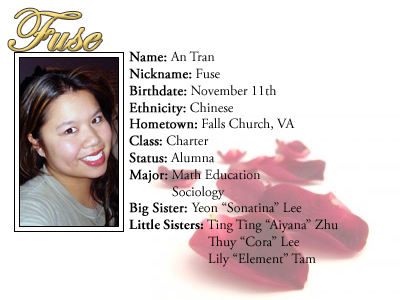 Fuse
Name: An Tran
Nickname: Fuse
Birthdate: November 11th
Ethnicity: Chinese
Hometown: Falls Church, VA
Class: Charter
Status: Alumna
Major: Math Education
Sociology
Big Sister: Yeon “Sonatina” Lee
Little Sisters: Ting Ting “Aiyana” Zhu
Thuy “Cora” Lee
Lily “Element” Tam